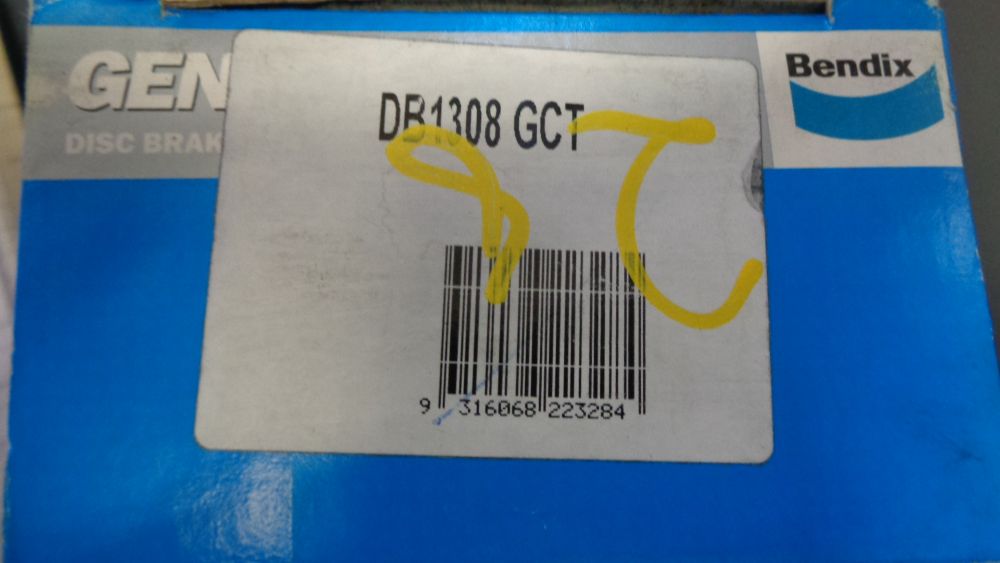 GEN
DISC BRAK
Bendix
DB1308 GCT
9 316068 223284